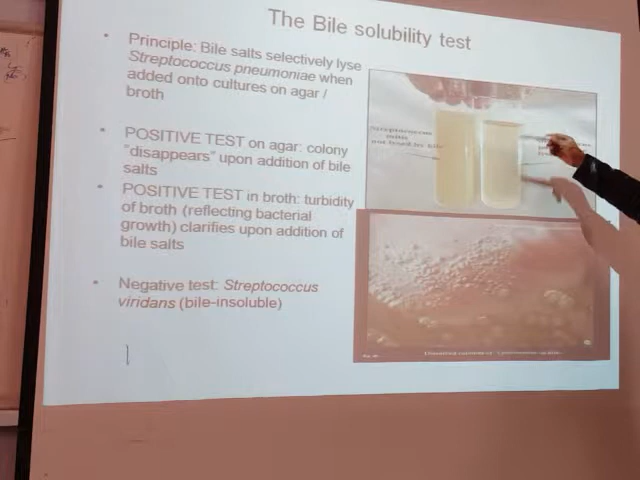 The Bile solubility test
Principle: Bile salts selectively lyse
Streptococcus pneumoniae when
added onto cultures on agar /
broth
POSITIVE TEST on agar: colony
"disappears" upon addition of bile
salts
POSITIVE TEST in broth: turbidity
of broth (reflecting bacterial
growth) clarifies upon addition of
bile salts
Negative test: Streptococcus
viridans (bile-insoluble)